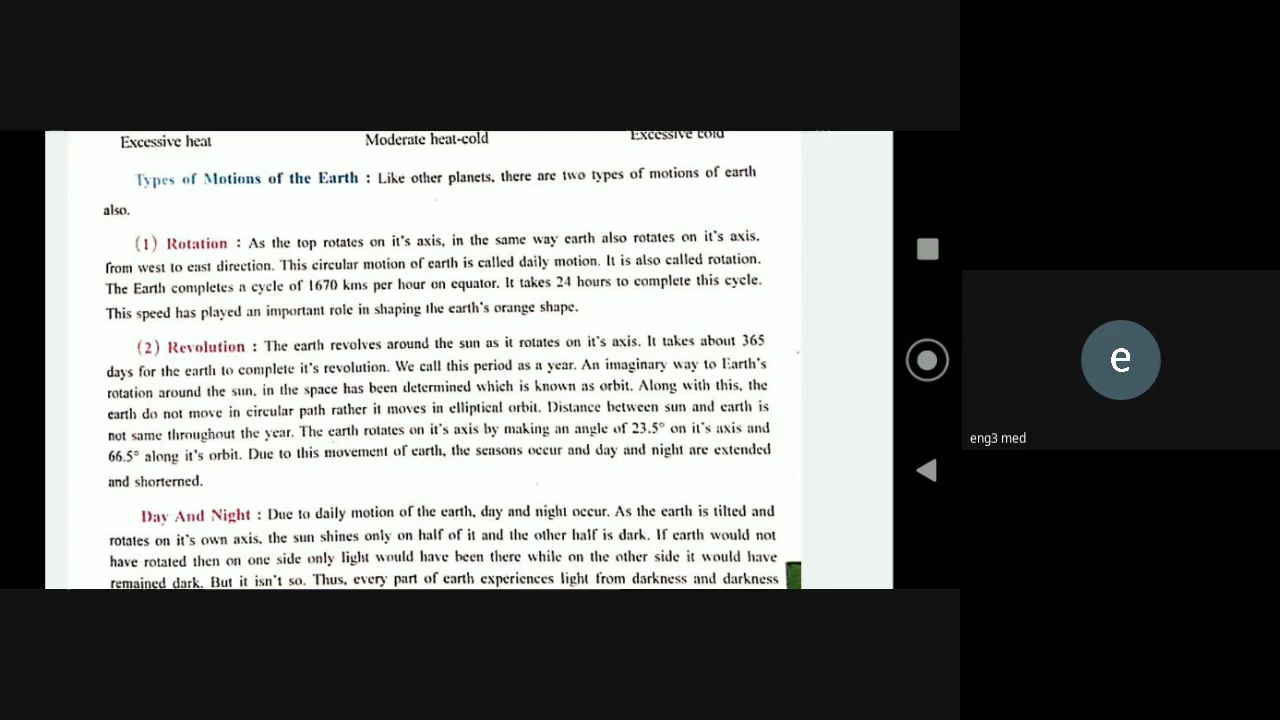 Excessive heat Moderate heat-cold Excessive cold
Types of Motions of the Earth : Like other planets, there are two types of motions of earth
also.
(1) Rotation : As the top rotates on it's axis, in the same way earth also rotates on it's axis.
from west to east direction. This circular motion of earth is called daily motion. It is also called rotation.
The Earth completes a cycle of 1670 kms per hour on equator. It takes 24 hours to complete this cycle.
This speed has played an important role in shaping the earth's orange shape.
(2) Revolution : The earth revolves around the sun as it rotates on it's axis. It takes about 365
days for the earth to complete it's revolution. We call this period as a year. An imaginary way to Earth's
rotation around the sun, in the space has been determined which is known as orbit. Along with this, the
earth do not move in circular path rather it moves in elliptical orbit. Distance between sun and earth is
not same throughout the year. The earth rotates on it's axis by making an angle of 23.5° on it's axis and
66.5° along it's orbit. Due to this movement of earth, the seasons occur and day and night are extended
and shorterned.
Day And Night : Due to daily motion of the earth, day and night occur. As the earth is tilted and
rotates on it's own axis, the sun shines only on half of it and the other half is dark. If earth would not
have rotated then on one side only light would have been there while on the other side it would have
remained dark. But it isn't so. Thus, every part of earth experiences light from darkness and darkness
e
eng3 med